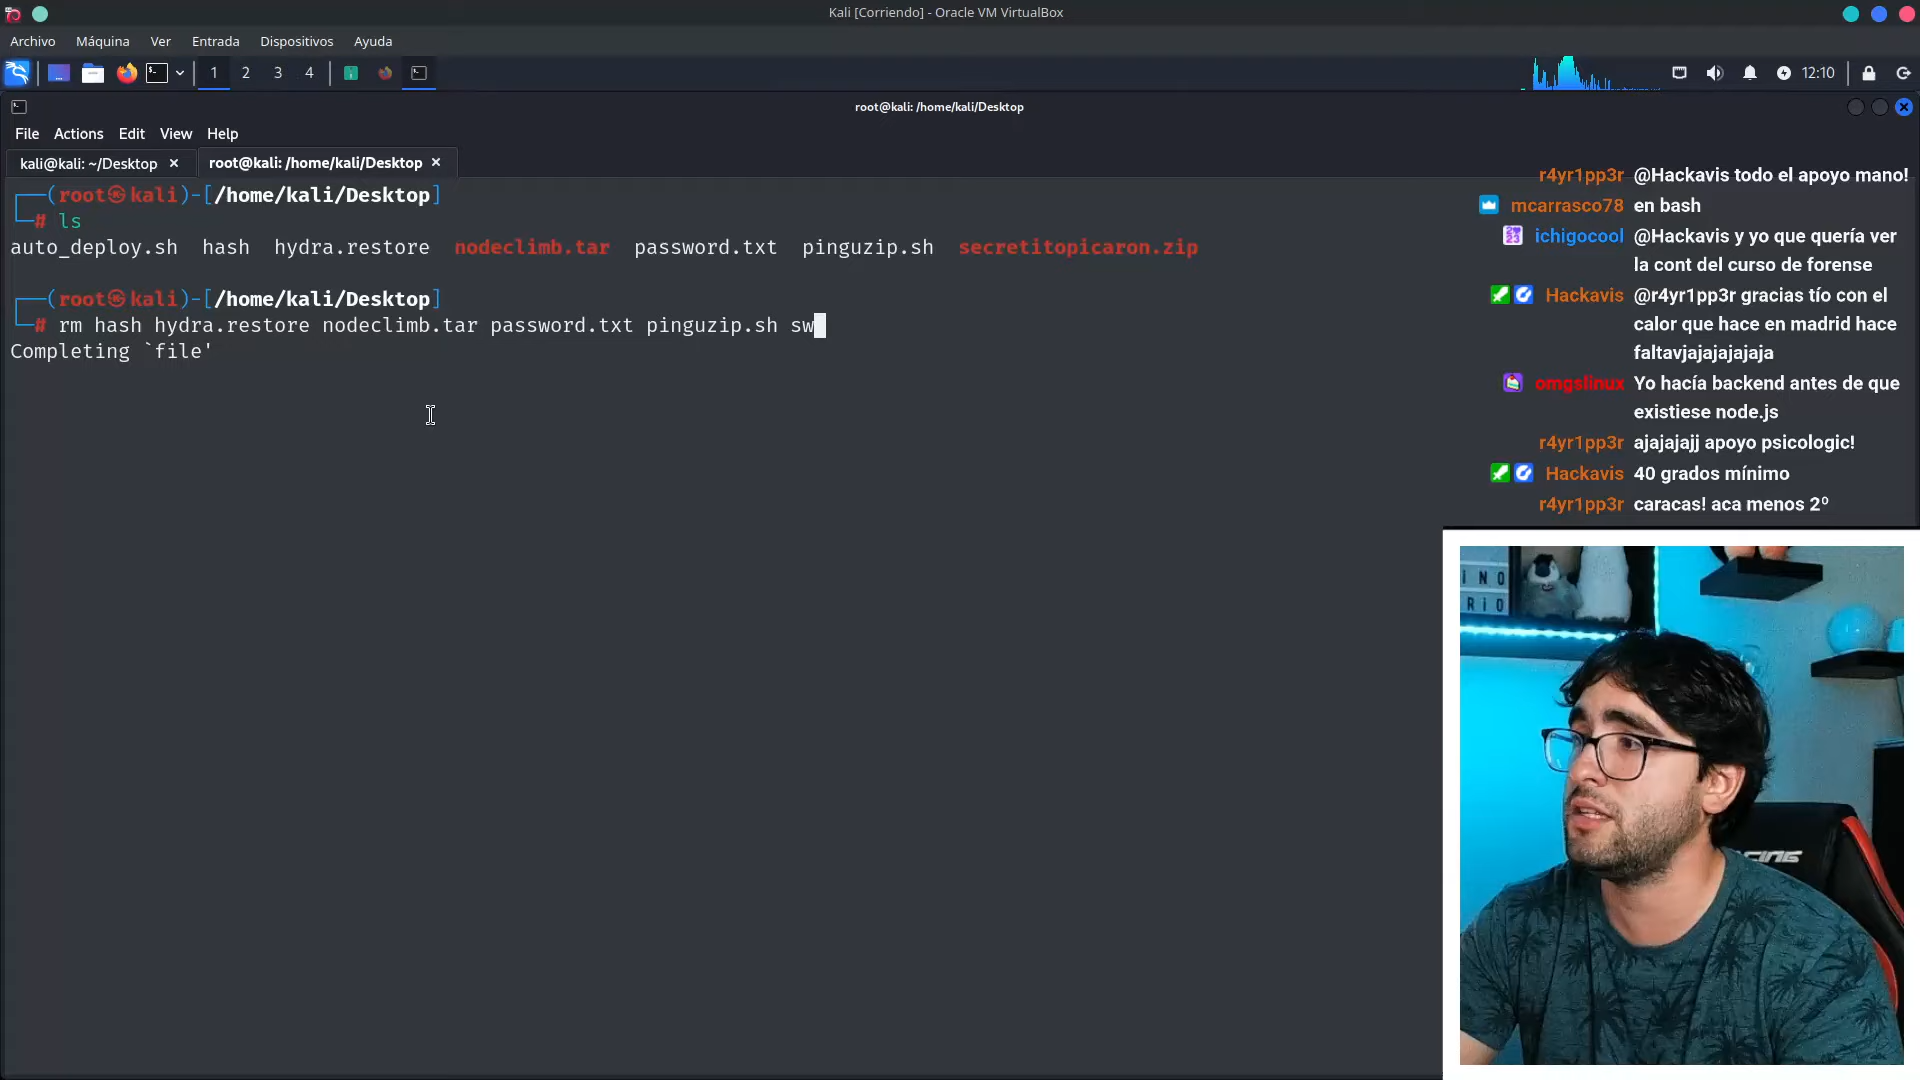 Kali [Corriendo] - Oracle VM VirtualBox
Archivo Máquina Ver Entrada Dispositivos Ayuda
1 2 3 4 12:10
root@kali: /home/kali/Desktop
File Actions Edit View Help
kali@kali: ~/Desktop × root@kali: /home/kali/Desktop ×
┌──(root㉿kali)-[/home/kali/Desktop]
└─# ls
auto_deploy.sh hash hydra.restore nodeclimb.tar password.txt pinguzip.sh secretitopicaron.zip
┌──(root㉿kali)-[/home/kali/Desktop]
└─# rm hash hydra.restore nodeclimb.tar password.txt pinguzip.sh sw
Completing `file'
r4yr1pp3r @Hackavis todo el apoyo mano!
mcarrasco78 en bash
ichigocool @Hackavis y yo que quería ver
la cont del curso de forense
Hackavis @r4yr1pp3r gracias tío con el
calor que hace en madrid hace
faltavjajajajajaja
omgslinux Yo hacía backend antes de que
existiese node.js
r4yr1pp3r ajajajajj apoyo psicologic!
Hackavis 40 grados mínimo
r4yr1pp3r caracas! aca menos 2º
INO
RIO